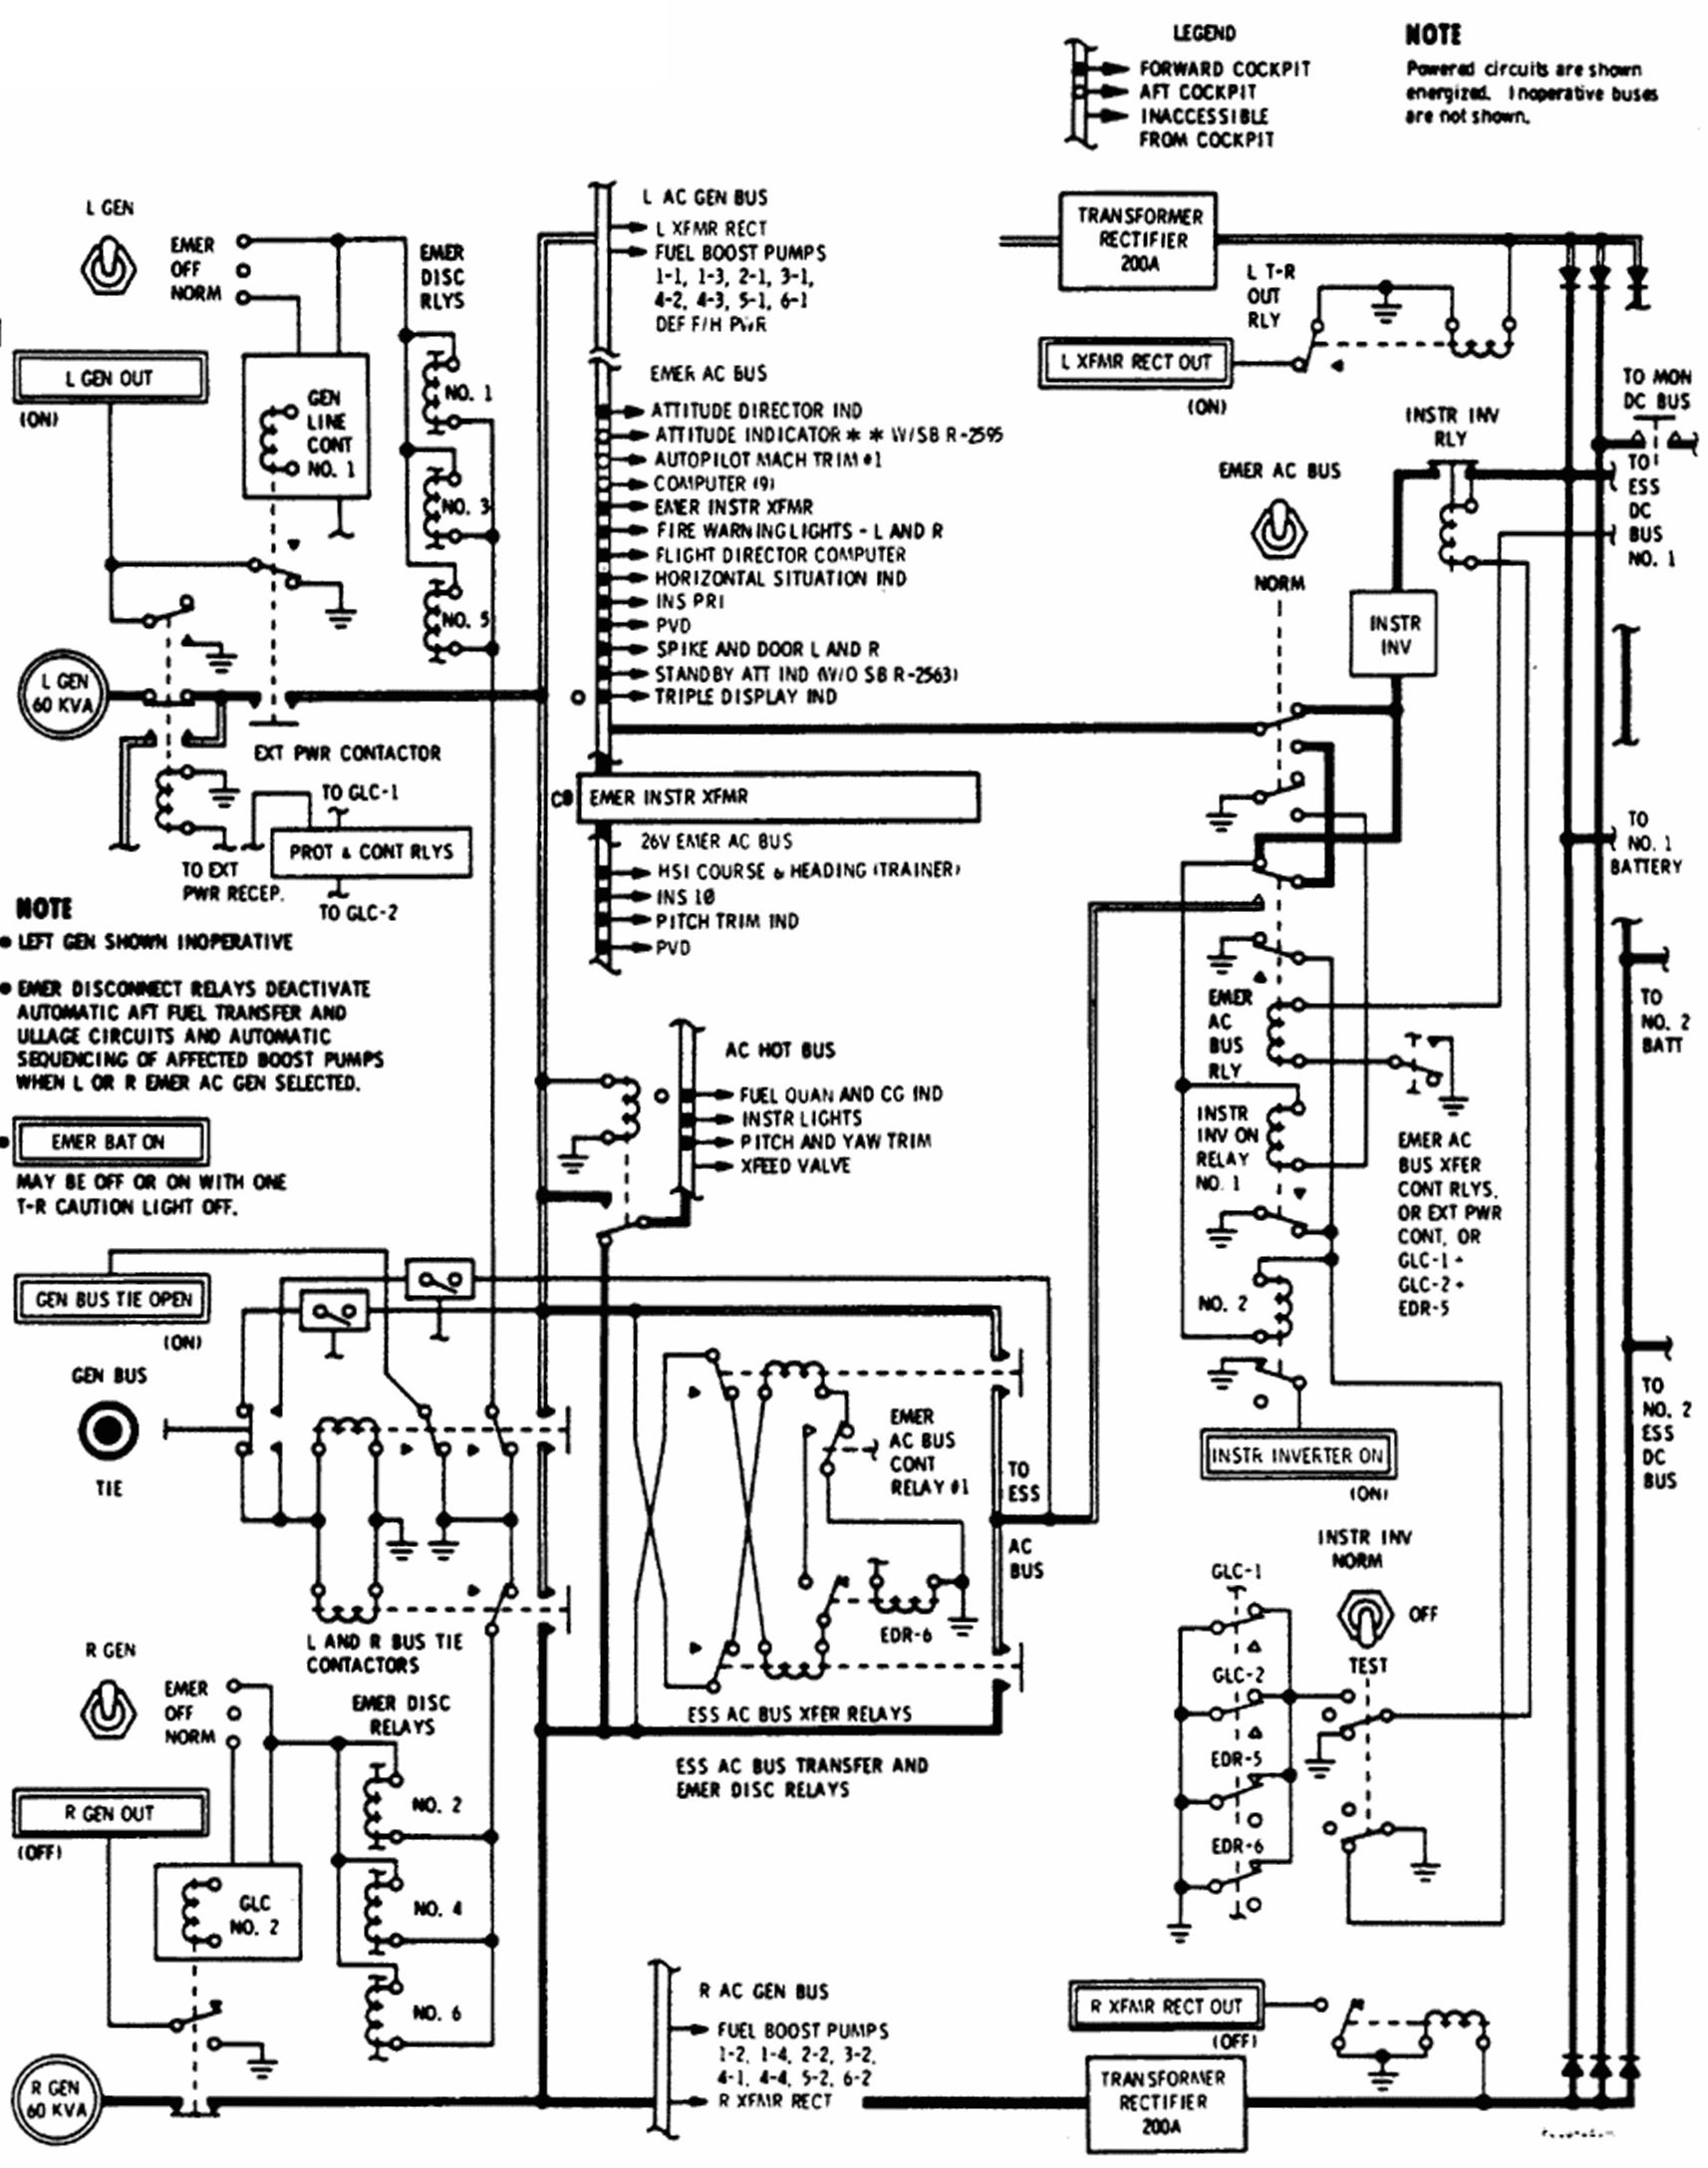 LEGEND
FORWARD COCKPIT
AFT COCKPIT
INACCESSIBLE
FROM COCKPIT
NOTE
Powered circuits are shown
energized. Inoperative buses
are not shown.
L GEN
EMER
OFF
NORM
EMER
DISC
RLYS
L GEN OUT
(ON)
GEN
LINE
CONT
NO. 1
NO. 1
NO. 3
NO. 5
L GEN
60 KVA
EXT PWR CONTACTOR
TO GLC-1
PROT & CONT RLYS
TO EXT
PWR RECEP.
TO GLC-2
NOTE
● LEFT GEN SHOWN INOPERATIVE
● EMER DISCONNECT RELAYS DEACTIVATE
AUTOMATIC AFT FUEL TRANSFER AND
ULLAGE CIRCUITS AND AUTOMATIC
SEQUENCING OF AFFECTED BOOST PUMPS
WHEN L OR R EMER AC GEN SELECTED.
● EMER BAT ON
MAY BE OFF OR ON WITH ONE
T-R CAUTION LIGHT OFF.
GEN BUS TIE OPEN
(ON)
GEN BUS
TIE
L AND R BUS TIE
CONTACTORS
R GEN
EMER
OFF
NORM
EMER DISC
RELAYS
R GEN OUT
(OFF)
GLC
NO. 2
NO. 2
NO. 4
NO. 6
R GEN
60 KVA
L AC GEN BUS
L XFMR RECT
FUEL BOOST PUMPS
1-1, 1-3, 2-1, 3-1,
4-2, 4-3, 5-1, 6-1
DEF F/H PWR
EMER AC BUS
ATTITUDE DIRECTOR IND
ATTITUDE INDICATOR * * W/SB R-2595
AUTOPILOT MACH TRIM #1
COMPUTER (9)
EMER INSTR XFMR
FIRE WARNING LIGHTS - L AND R
FLIGHT DIRECTOR COMPUTER
HORIZONTAL SITUATION IND
INS PRI
PVD
SPIKE AND DOOR L AND R
STANDBY ATT IND (W/O SB R-2563)
TRIPLE DISPLAY IND
CB EMER INSTR XFMR
26V EMER AC BUS
HSI COURSE & HEADING (TRAINER)
INS 1Ø
PITCH TRIM IND
PVD
AC HOT BUS
FUEL QUAN AND CG IND
INSTR LIGHTS
PITCH AND YAW TRIM
XFEED VALVE
EMER
AC BUS
CONT
RELAY #1
TO
ESS
AC
BUS
EDR-6
ESS AC BUS XFER RELAYS
ESS AC BUS TRANSFER AND
EMER DISC RELAYS
R AC GEN BUS
FUEL BOOST PUMPS
1-2, 1-4, 2-2, 3-2,
4-1, 4-4, 5-2, 6-2
R XFMR RECT
TRANSFORMER
RECTIFIER
200A
L T-R
OUT
RLY
L XFMR RECT OUT
(ON)
TO MON
DC BUS
INSTR INV
RLY
TO
ESS
DC
BUS
NO. 1
EMER AC BUS
NORM
INSTR
INV
TO
NO. 1
BATTERY
EMER
AC
BUS
RLY
TO
NO. 2
BATT
INSTR
INV ON
RELAY
NO. 1
EMER AC
BUS XFER
CONT RLYS,
OR EXT PWR
CONT, OR
GLC-1 +
GLC-2 +
EDR-5
NO. 2
INSTR INVERTER ON
(ON)
TO
NO. 2
ESS
DC
BUS
INSTR INV
NORM
OFF
TEST
GLC-1
GLC-2
EDR-5
EDR-6
R XFMR RECT OUT
(OFF)
TRANSFORMER
RECTIFIER
200A